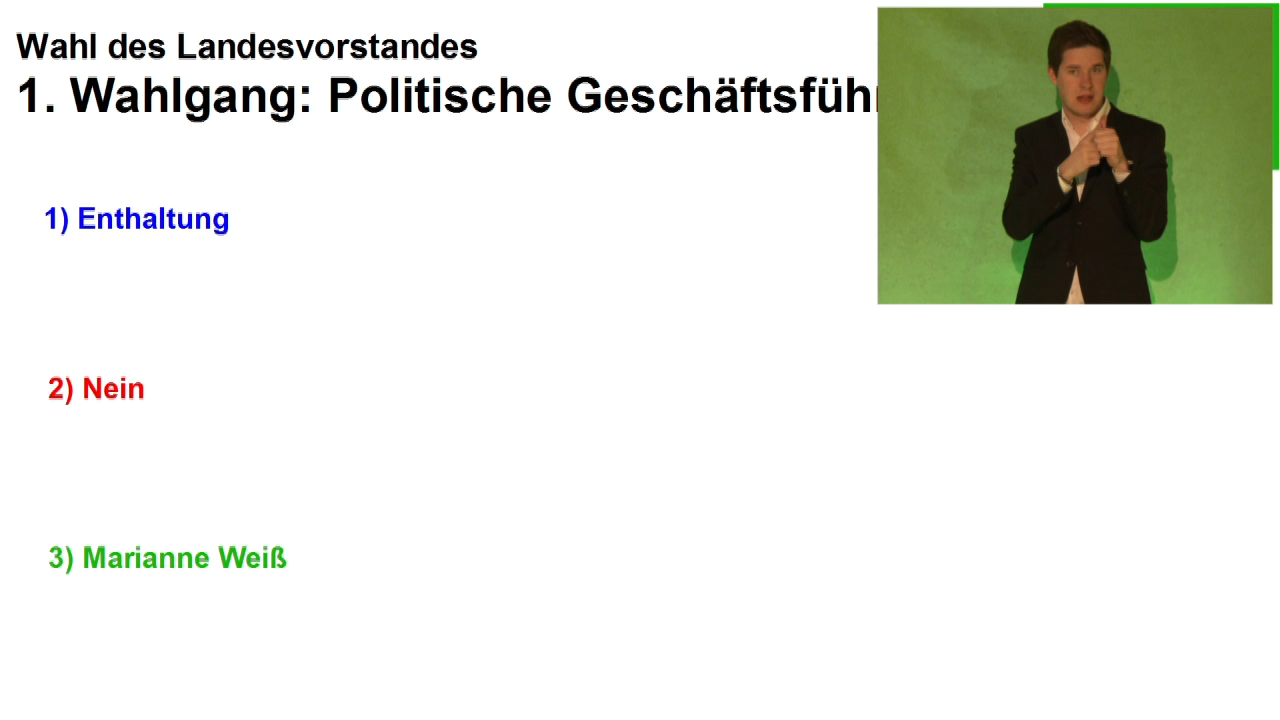 Wahl des Landesvorstandes
1. Wahlgang: Politische Geschäftsfüh
1) Enthaltung
2) Nein
3) Marianne Weiß